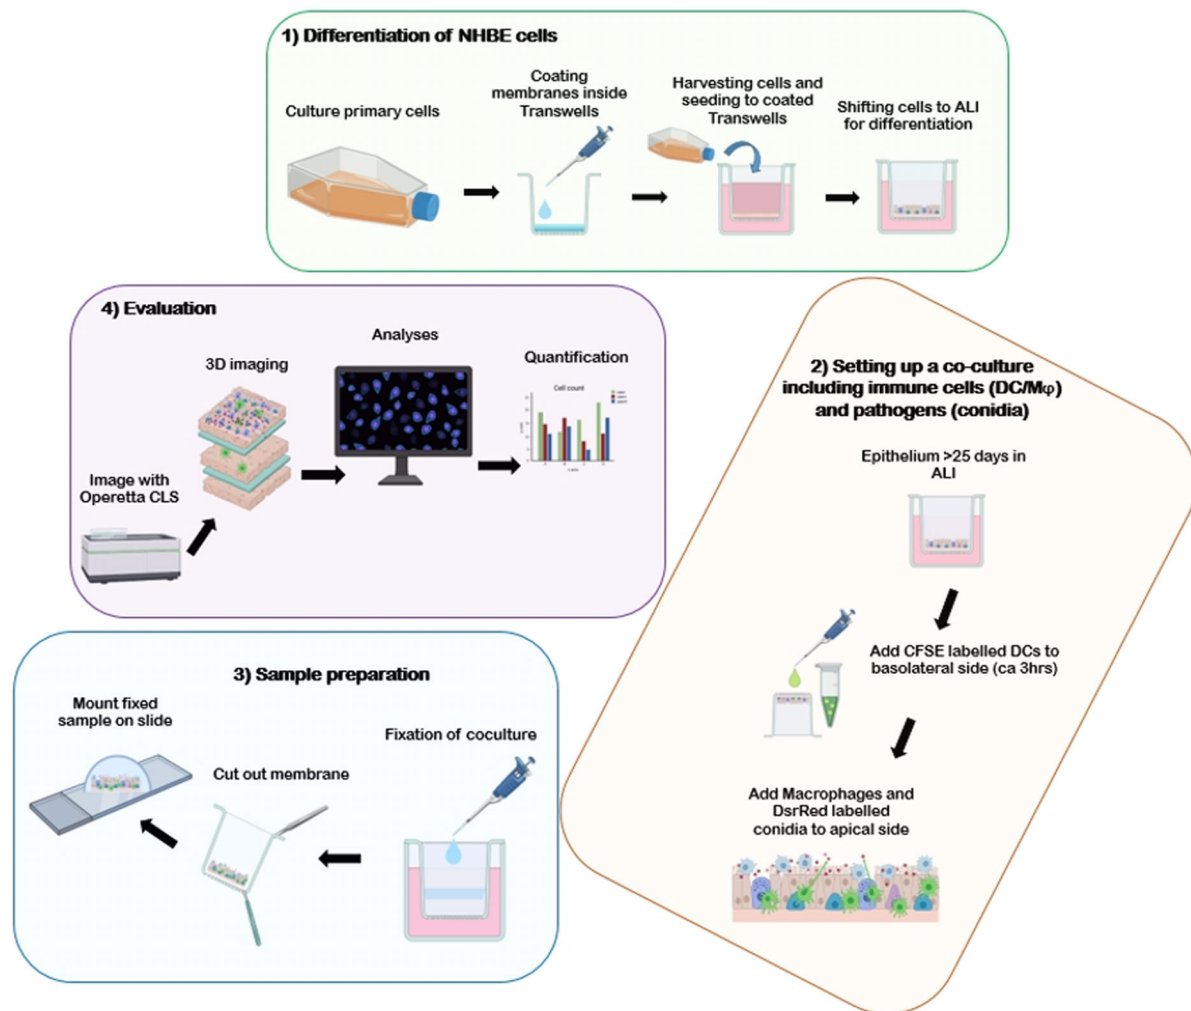 1) Differentiation of NHBE cells
Culture primary cells
Coating
membranes inside
Transwells
Harvesting cells and
seeding to coated
Transwells
Shifting cells to ALI
for differentiation
2) Setting up a co-culture
including immune cells (DC/Mφ)
and pathogens (conidia)
Epithelium >25 days in
ALI
Add CFSE labelled DCs to
basolateral side (ca 3hrs)
Add Macrophages and
DsrRed labelled
conidia to apical side
3) Sample preparation
Fixation of coculture
Cut out membrane
Mount fixed
sample on slide
4) Evaluation
Image with
Operetta CLS
3D imaging
Analyses
Quantification
Cell count